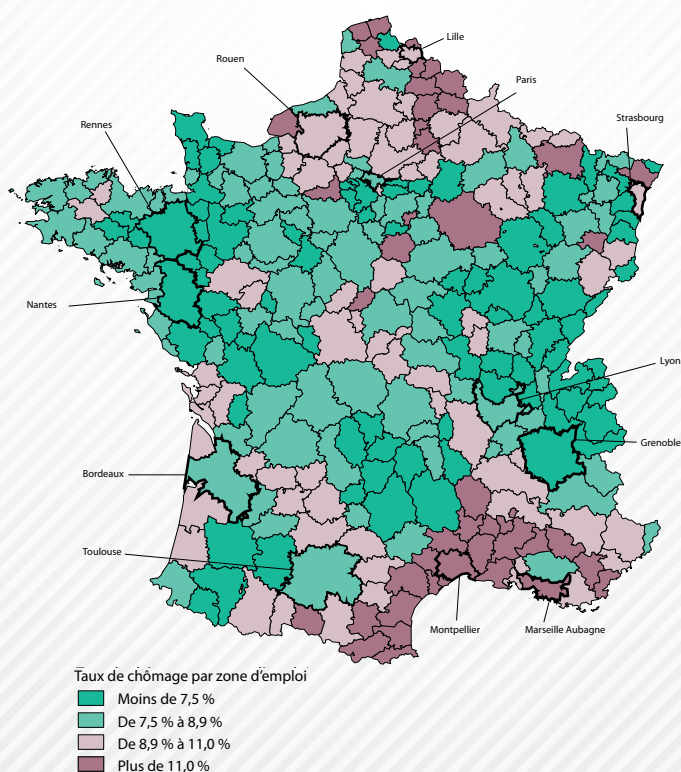 Lille
Rouen
Paris
Strasbourg
Rennes
Nantes
Lyon
Grenoble
Bordeaux
Toulouse
Montpellier
Marseille Aubagne
Taux de chômage par zone d'emploi
Moins de 7,5 %
De 7,5 % à 8,9 %
De 8,9 % à 11,0 %
Plus de 11,0 %